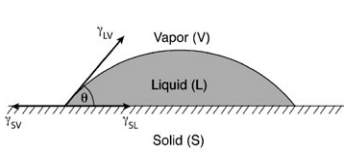 γLV
Vapor (V)
Liquid (L)
θ
γSV
γSL
Solid (S)